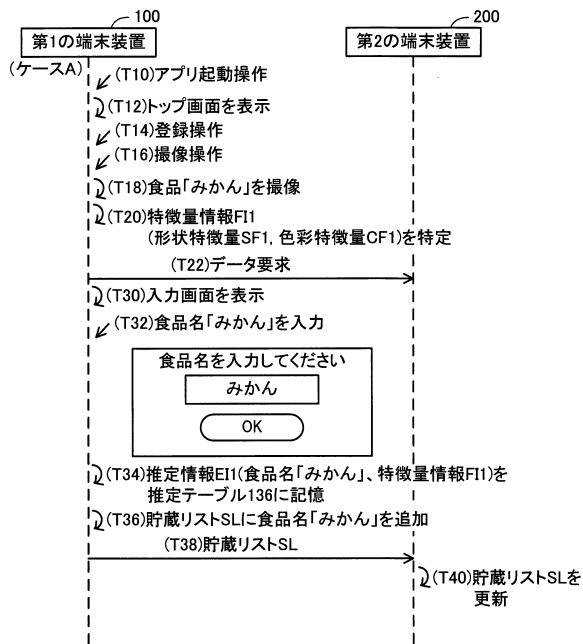 100
200
第1の端末装置
第2の端末装置
(ケースA)
(T10)アプリ起動操作
(T12)トップ画面を表示
(T14)登録操作
(T16)撮像操作
(T18)食品「みかん」を撮像
(T20)特徴量情報FI1
(形状特徴量SF1, 色彩特徴量CF1)を特定
(T22)データ要求
(T30)入力画面を表示
(T32)食品名「みかん」を入力
食品名を入力してください
みかん
OK
(T34)推定情報EI1(食品名「みかん」、特徴量情報FI1)を
推定テーブル136に記憶
(T36)貯蔵リストSLに食品名「みかん」を追加
(T38)貯蔵リストSL
(T40)貯蔵リストSLを
更新